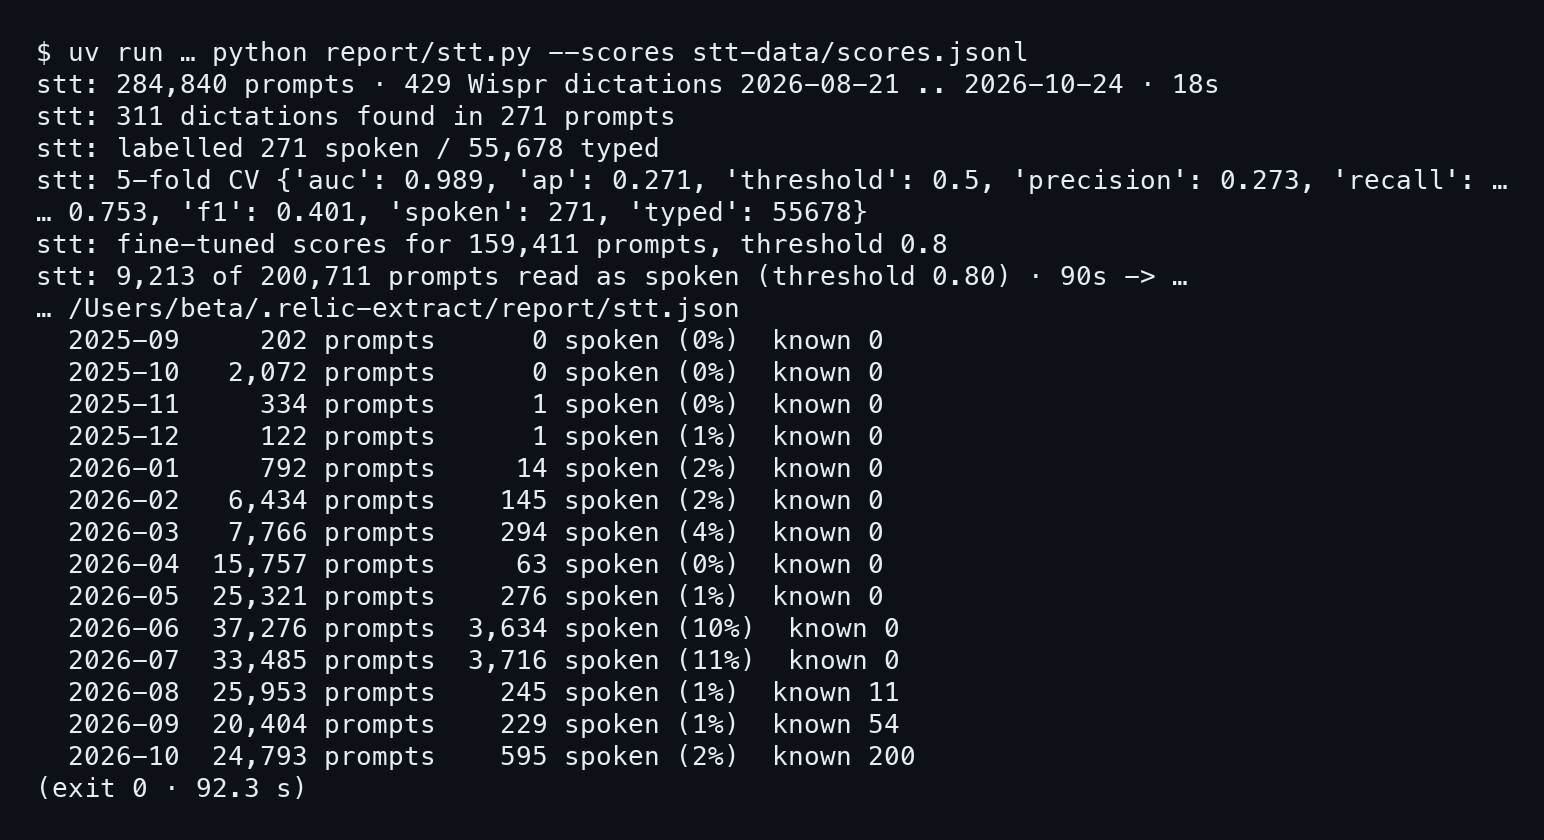 $ uv run … python report/stt.py --scores stt-data/scores.jsonl
stt: 284,840 prompts · 429 Wispr dictations 2026-08-21 .. 2026-10-24 · 18s
stt: 311 dictations found in 271 prompts
stt: labelled 271 spoken / 55,678 typed
stt: 5-fold CV {'auc': 0.989, 'ap': 0.271, 'threshold': 0.5, 'precision': 0.273, 'recall': …
… 0.753, 'f1': 0.401, 'spoken': 271, 'typed': 55678}
stt: fine-tuned scores for 159,411 prompts, threshold 0.8
stt: 9,213 of 200,711 prompts read as spoken (threshold 0.80) · 90s -> …
… /Users/beta/.relic-extract/report/stt.json
  2025-09     202 prompts      0 spoken (0%)  known 0
  2025-10   2,072 prompts      0 spoken (0%)  known 0
  2025-11     334 prompts      1 spoken (0%)  known 0
  2025-12     122 prompts      1 spoken (1%)  known 0
  2026-01     792 prompts     14 spoken (2%)  known 0
  2026-02   6,434 prompts    145 spoken (2%)  known 0
  2026-03   7,766 prompts    294 spoken (4%)  known 0
  2026-04  15,757 prompts     63 spoken (0%)  known 0
  2026-05  25,321 prompts    276 spoken (1%)  known 0
  2026-06  37,276 prompts  3,634 spoken (10%)  known 0
  2026-07  33,485 prompts  3,716 spoken (11%)  known 0
  2026-08  25,953 prompts    245 spoken (1%)  known 11
  2026-09  20,404 prompts    229 spoken (1%)  known 54
  2026-10  24,793 prompts    595 spoken (2%)  known 200
(exit 0 · 92.3 s)